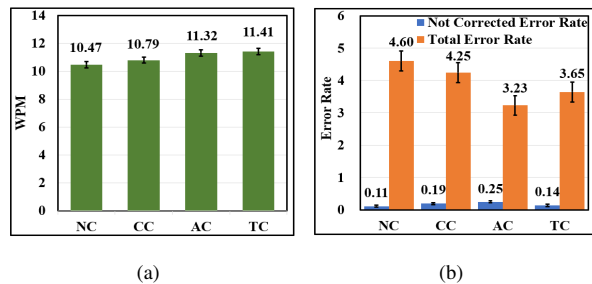 14
12
10
8
6
4
2
0
WPM
10.47
10.79
11.32
11.41
NC
CC
AC
TC
(a)
Not Corrected Error Rate
Total Error Rate
6
5
4
3
2
1
0
Error Rate
4.60
4.25
3.23
3.65
0.11
0.19
0.25
0.14
NC
CC
AC
TC
(b)